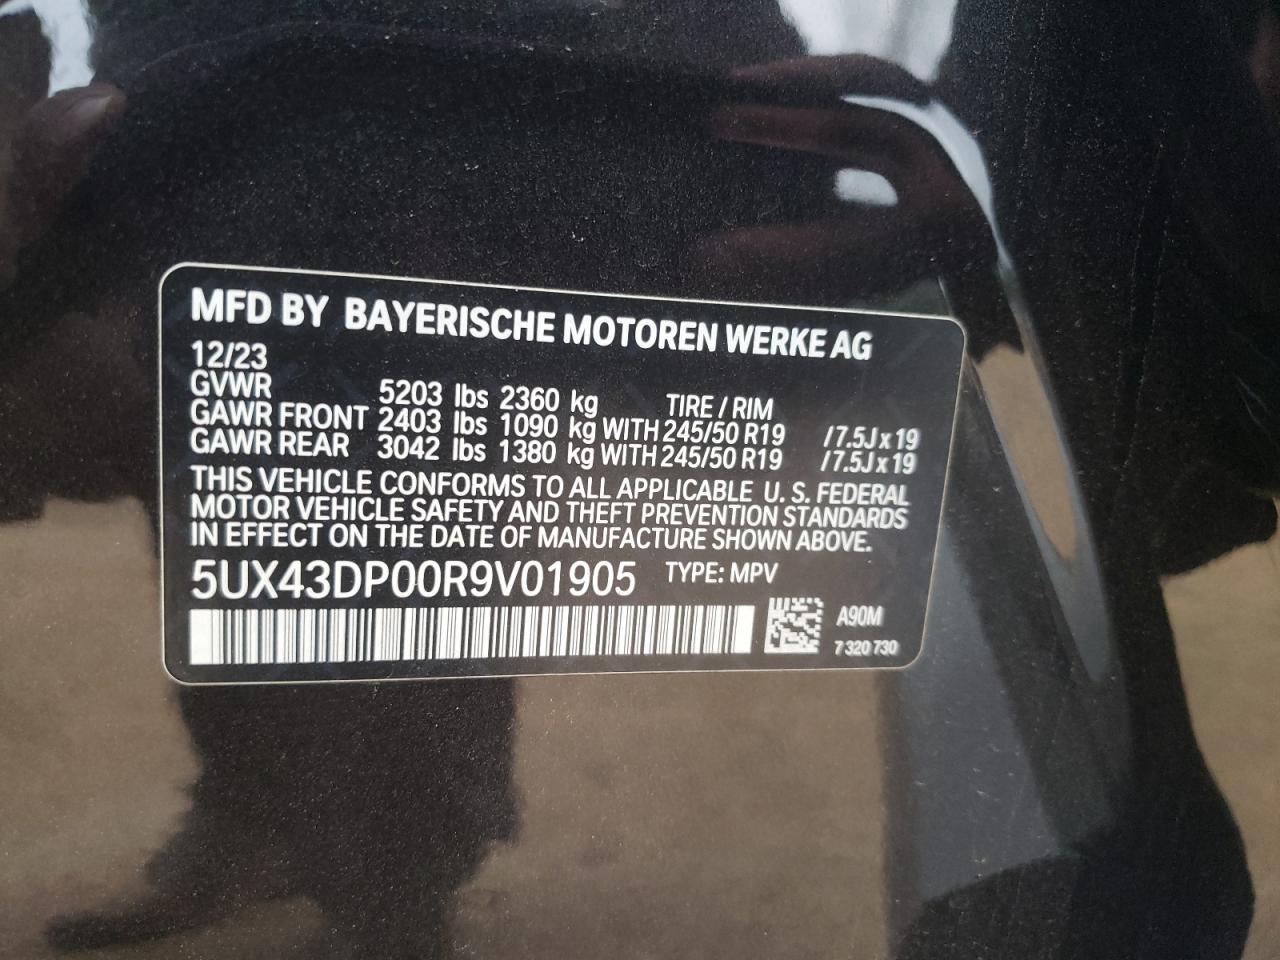 MFD BY BAYERISCHE MOTOREN WERKE AG
12/23
GVWR 5203 lbs 2360 kg TIRE / RIM
GAWR FRONT 2403 lbs 1090 kg WITH 245/50 R19 /7.5J x 19
GAWR REAR 3042 lbs 1380 kg WITH 245/50 R19 /7.5J x 19
THIS VEHICLE CONFORMS TO ALL APPLICABLE U. S. FEDERAL
MOTOR VEHICLE SAFETY AND THEFT PREVENTION STANDARDS
IN EFFECT ON THE DATE OF MANUFACTURE SHOWN ABOVE.
5UX43DP00R9V01905 TYPE: MPV
A90M
7 320 730